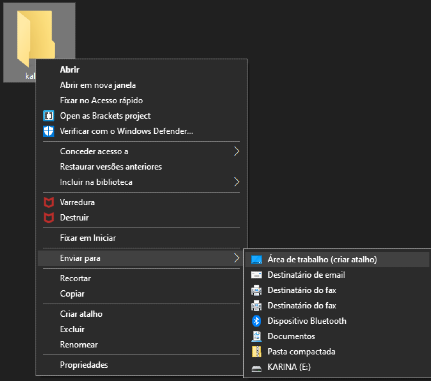 Abrir
Abrir em nova janela
Fixar no Acesso rápido
Open as Brackets project
Verificar com o Windows Defender...
Conceder acesso a
Restaurar versões anteriores
Incluir na biblioteca
Varredura
Destruir
Fixar em Iniciar
Enviar para
Recortar
Copiar
Criar atalho
Excluir
Renomear
Propriedades
Área de trabalho (criar atalho)
Destinatário de email
Destinatário do fax
Destinatário do fax
Dispositivo Bluetooth
Documentos
Pasta compactada
KARINA (E:)